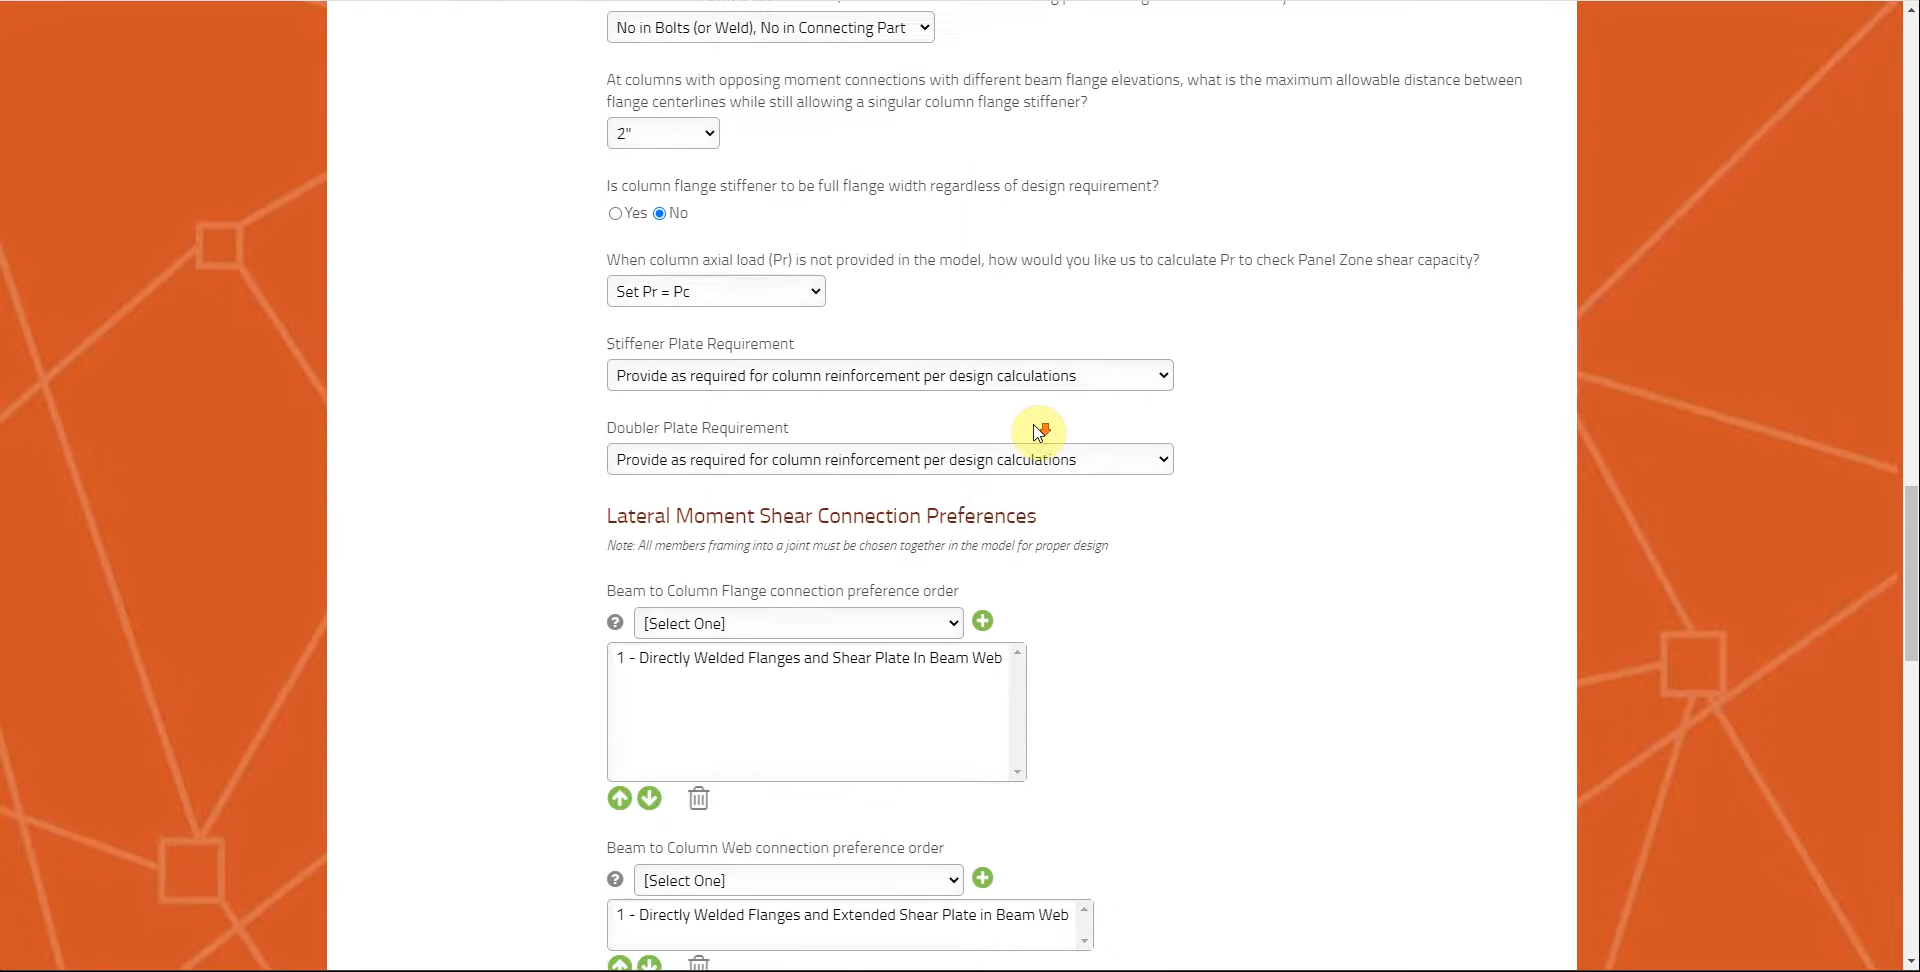 No in Bolts (or Weld), No in Connecting Part
At columns with opposing moment connections with different beam flange elevations, what is the maximum allowable distance between
flange centerlines while still allowing a singular column flange stiffener?
2"
Is column flange stiffener to be full flange width regardless of design requirement?
Yes No
When column axial load (Pr) is not provided in the model, how would you like us to calculate Pr to check Panel Zone shear capacity?
Set Pr = Pc
Stiffener Plate Requirement
Provide as required for column reinforcement per design calculations
Doubler Plate Requirement
Provide as required for column reinforcement per design calculations
Lateral Moment Shear Connection Preferences
Note: All members framing into a joint must be chosen together in the model for proper design
Beam to Column Flange connection preference order
? [Select One]
1 - Directly Welded Flanges and Shear Plate In Beam Web
Beam to Column Web connection preference order
? [Select One]
1 - Directly Welded Flanges and Extended Shear Plate in Beam Web